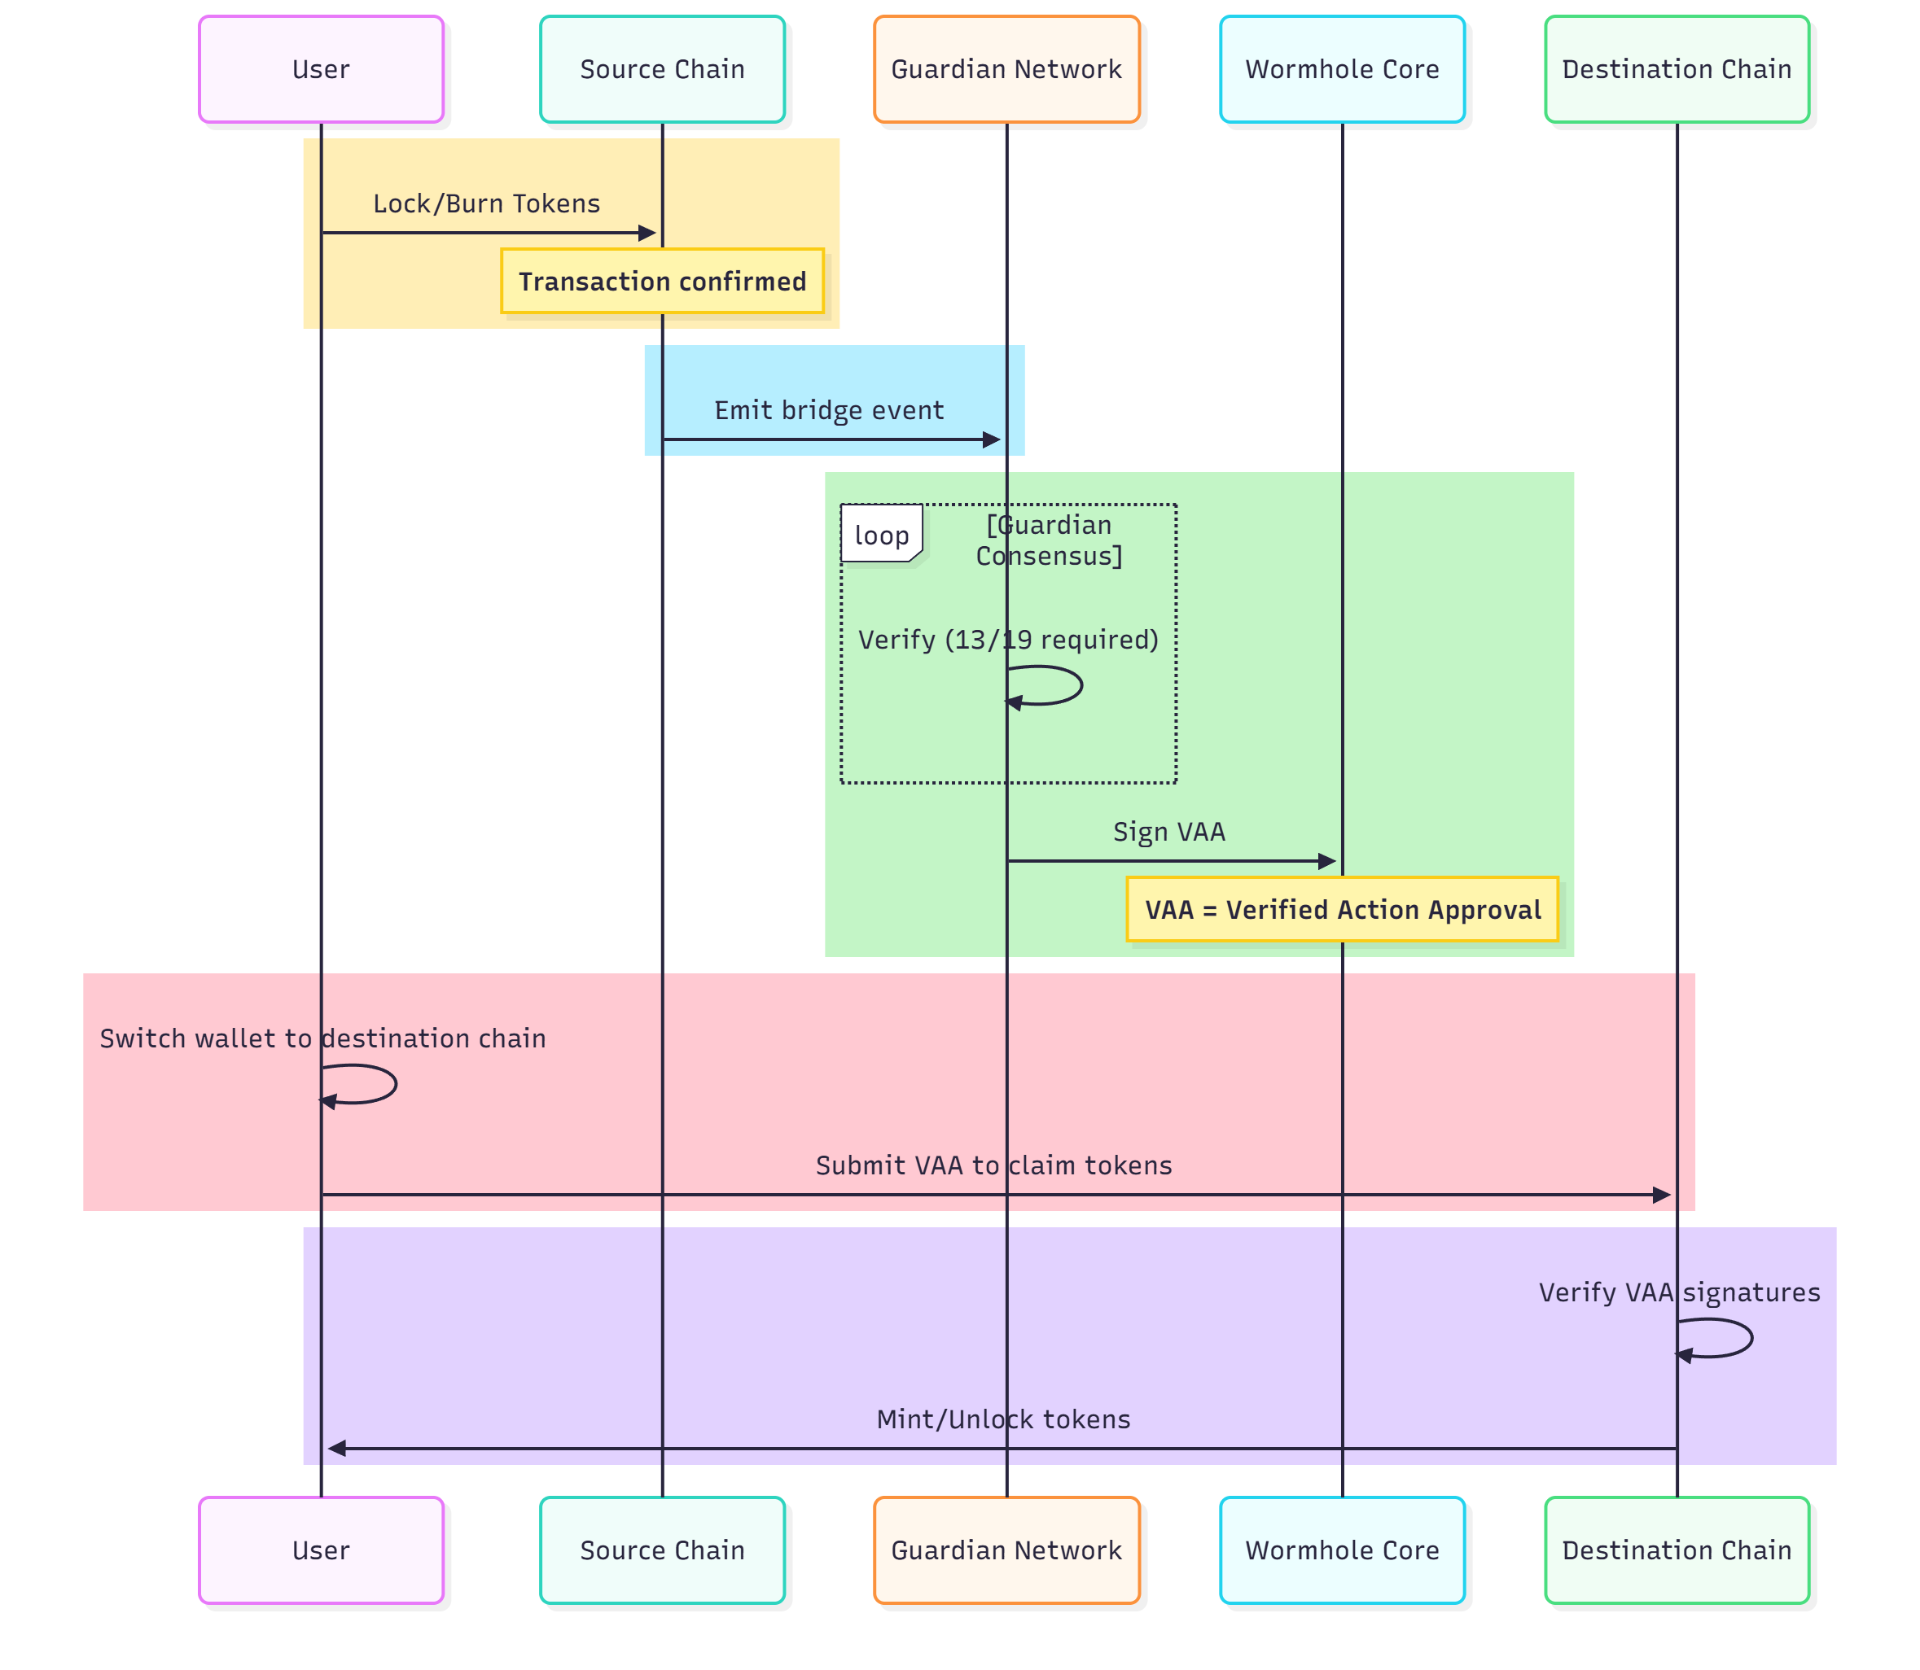 User
Source Chain
Guardian Network
Wormhole Core
Destination Chain
Lock/Burn Tokens
Transaction confirmed
Emit bridge event
loop
[Guardian
Consensus]
Verify (13/19 required)
Sign VAA
VAA = Verified Action Approval
Switch wallet to destination chain
Submit VAA to claim tokens
Verify VAA signatures
Mint/Unlock tokens
User
Source Chain
Guardian Network
Wormhole Core
Destination Chain